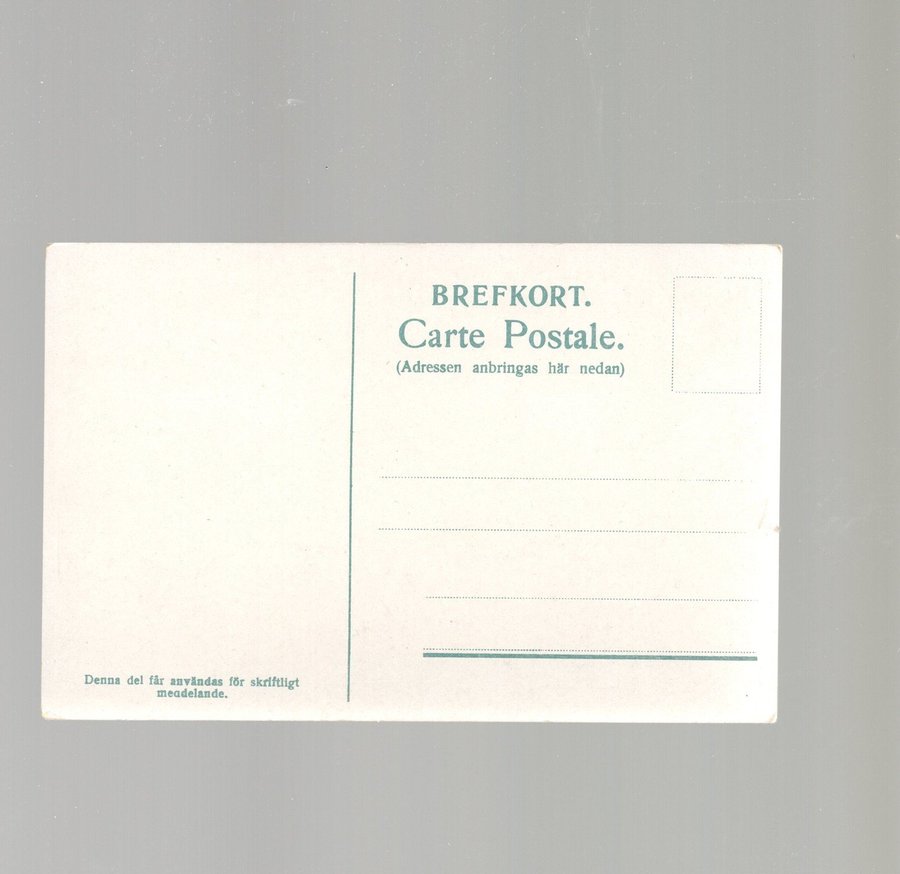 BREFKORT.
Carte Postale.
(Adressen anbringas här nedan)
Denna del får användas för skriftligt
meddelande.